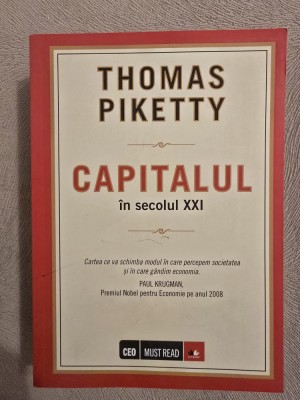 THOMAS
PIKETTY
CAPITALUL
în secolul XXI
Cartea ce va schimba modul în care percepem societatea
și în care gândim economia.
PAUL KRUGMAN,
Premiul Nobel pentru Economie pe anul 2008
CEO MUST READ